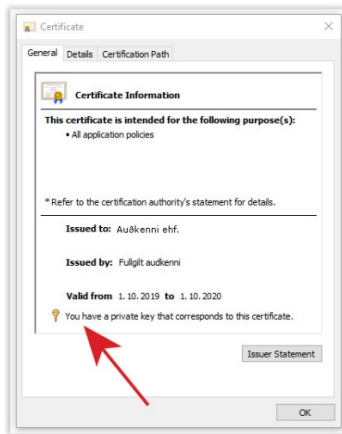 Certificate
General Details Certification Path
Certificate Information
This certificate is intended for the following purpose(s):
• All application policies
* Refer to the certification authority's statement for details.
Issued to: Auðkenni ehf.
Issued by: Fullgilt audkenni
Valid from 1. 10. 2019 to 1. 10. 2020
You have a private key that corresponds to this certificate.
Issuer Statement
OK